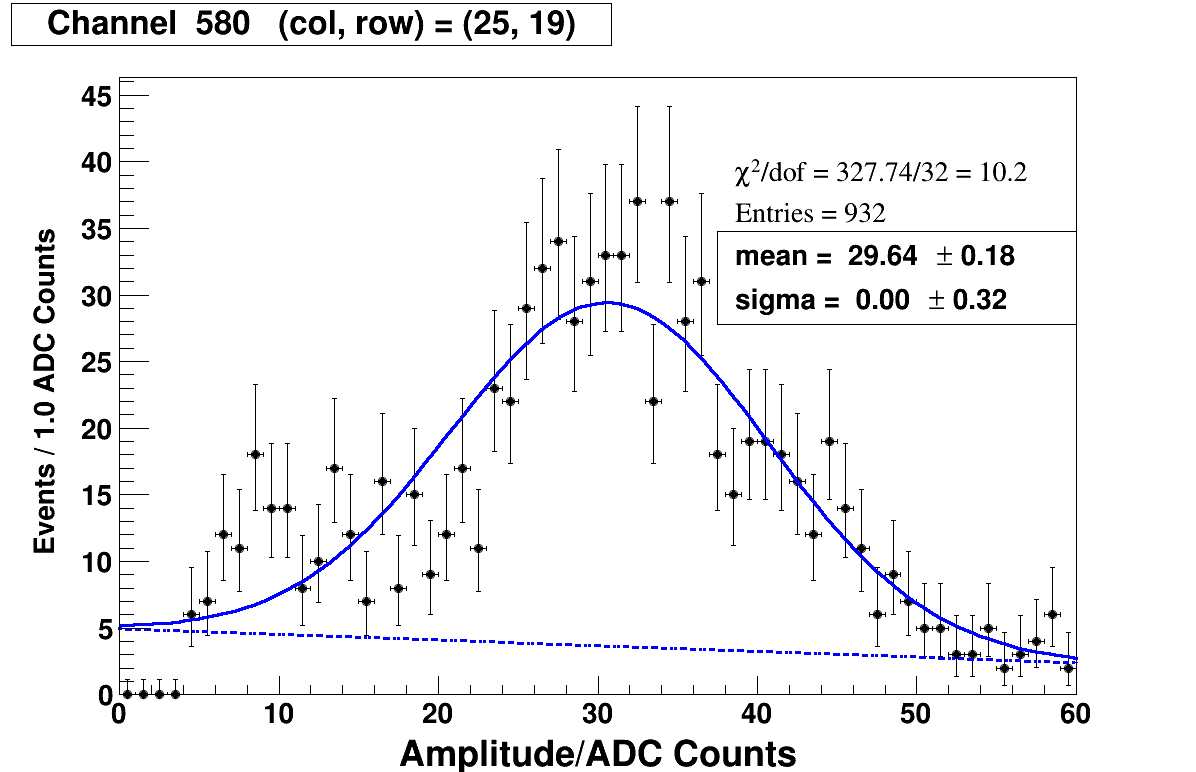 Channel 580 (col, row) = (25, 19)
45
40
35
30
25
20
15
10
5
0
Events / 1.0 ADC Counts
χ²/dof = 327.74/32 = 10.2
Entries = 932
mean = 29.64 ± 0.18
sigma = 0.00 ± 0.32
0 10 20 30 40 50 60
Amplitude/ADC Counts